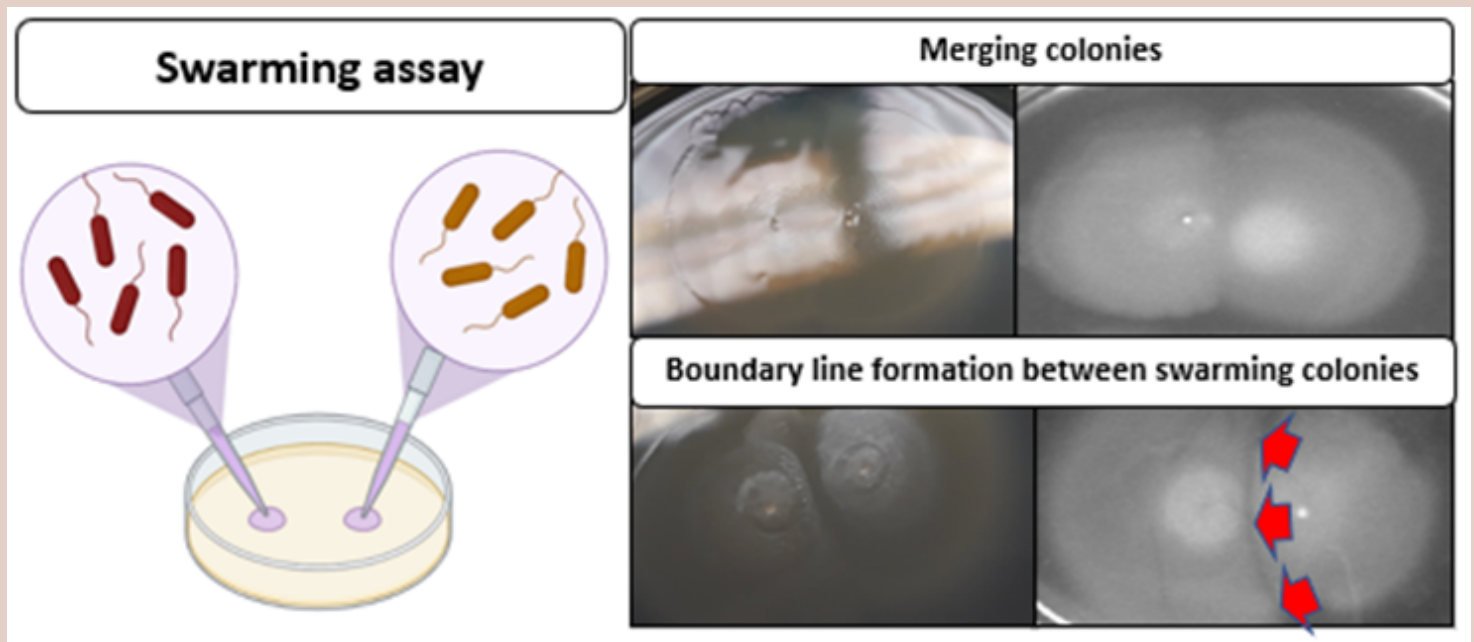 Swarming assay
Merging colonies
Boundary line formation between swarming colonies